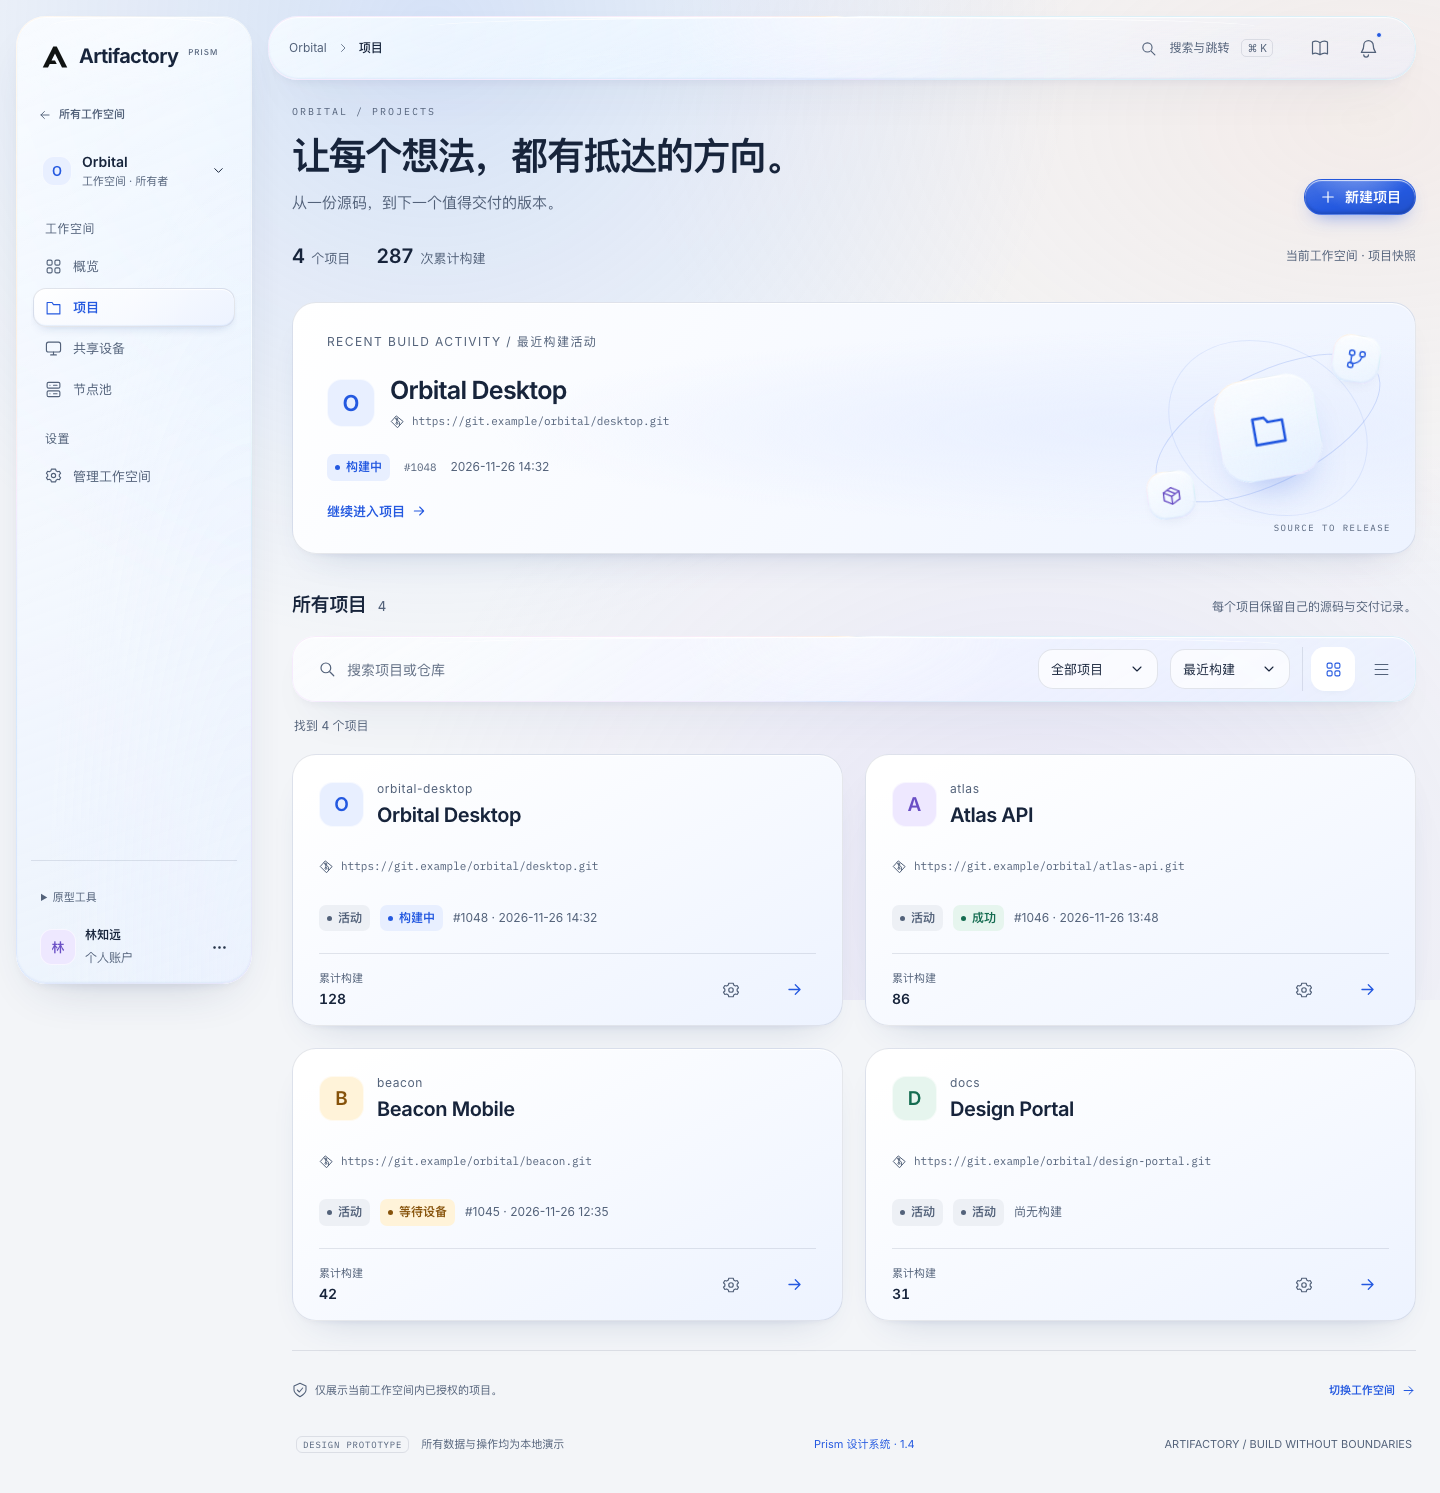 Artifactory PRISM
所有工作空间
O
Orbital
工作空间 · 所有者
工作空间
概览
项目
共享设备
节点池
设置
管理工作空间
原型工具
林
林知远
个人账户
Orbital
项目
搜索与跳转 ⌘ K
ORBITAL / PROJECTS
让每个想法，都有抵达的方向。
从一份源码，到下一个值得交付的版本。
新建项目
4 个项目
287 次累计构建
当前工作空间 · 项目快照
RECENT BUILD ACTIVITY / 最近构建活动
O
Orbital Desktop
https://git.example/orbital/desktop.git
构建中 #1048 2026-11-26 14:32
继续进入项目
SOURCE TO RELEASE
所有项目 4
每个项目保留自己的源码与交付记录。
搜索项目或仓库
全部项目
最近构建
找到 4 个项目
O
orbital-desktop
Orbital Desktop
https://git.example/orbital/desktop.git
活动 构建中 #1048 · 2026-11-26 14:32
累计构建
128
A
atlas
Atlas API
https://git.example/orbital/atlas-api.git
活动 成功 #1046 · 2026-11-26 13:48
累计构建
86
B
beacon
Beacon Mobile
https://git.example/orbital/beacon.git
活动 等待设备 #1045 · 2026-11-26 12:35
累计构建
42
D
docs
Design Portal
https://git.example/orbital/design-portal.git
活动 活动 尚无构建
累计构建
31
仅展示当前工作空间内已授权的项目。
切换工作空间
DESIGN PROTOTYPE 所有数据与操作均为本地演示
Prism 设计系统 · 1.4
ARTIFACTORY / BUILD WITHOUT BOUNDARIES